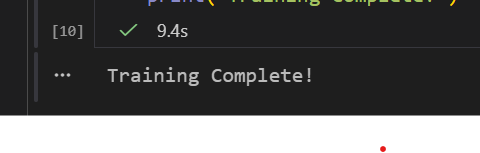 print("Training Complete!")
[10] 9.4s
Training Complete!